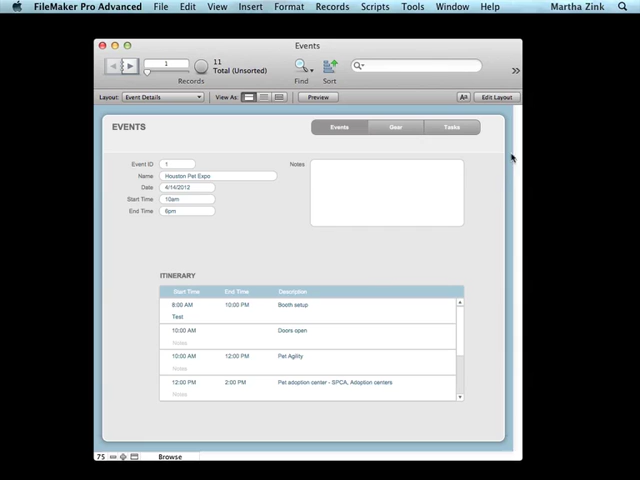 FileMaker Pro Advanced File Edit View Insert Format Records Scripts Tools Window Help Martha Zink
Events
1
11
Total (Unsorted)
Records Find Sort
Layout: Event Details View As: Preview Aa Edit Layout
EVENTS Events Gear Tasks
Event ID 1 Notes
Name Houston Pet Expo
Date 4/14/2012
Start Time 10am
End Time 6pm
ITINERARY
Start Time End Time Description
8:00 AM 10:00 PM Booth setup
Test
10:00 AM Doors open
Notes
10:00 AM 12:00 PM Pet Agility
Notes
12:00 PM 2:00 PM Pet adoption center - SPCA, Adoption centers
Notes
75 Browse